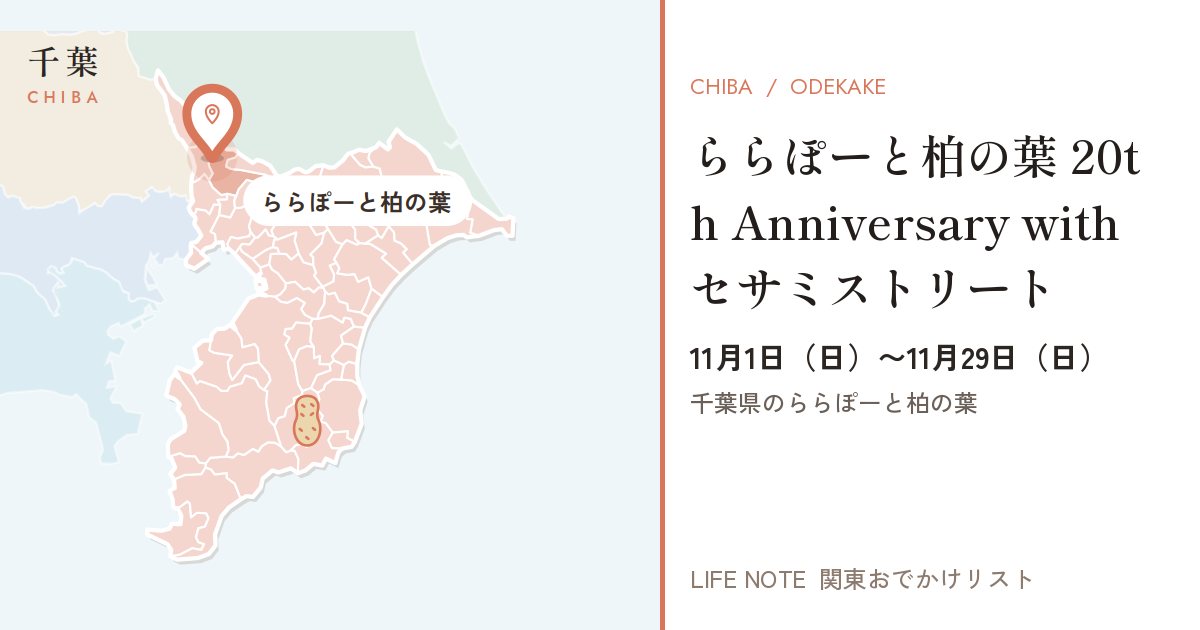 千葉
CHIBA
ららぽーと柏の葉
CHIBA / ODEKAKE
ららぽーと柏の葉 20t
h Anniversary with
セサミストリート
11月1日（日）〜11月29日（日）
千葉県のららぽーと柏の葉
LIFE NOTE 関東おでかけリスト